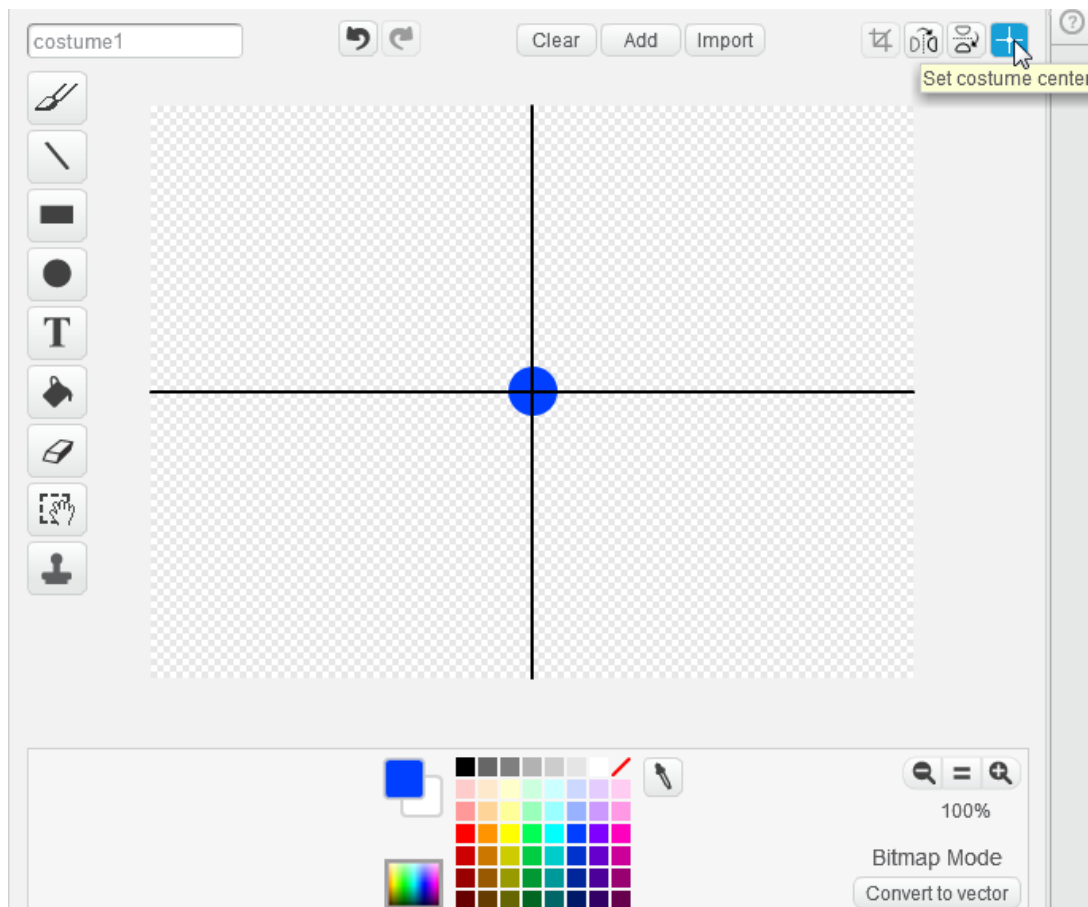 costume1
Clear
Add
Import
Set costume center
T
100%
Bitmap Mode
Convert to vector